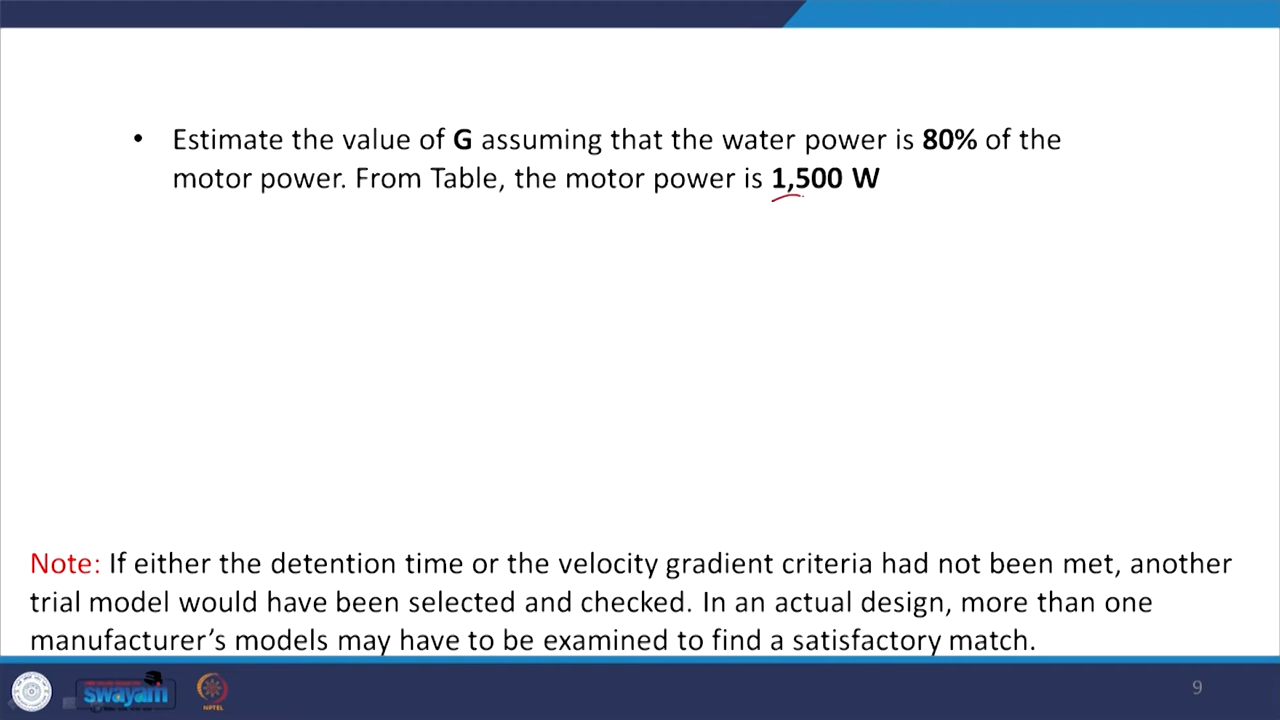 • Estimate the value of G assuming that the water power is 80% of the
motor power. From Table, the motor power is 1,500 W
Note: If either the detention time or the velocity gradient criteria had not been met, another
trial model would have been selected and checked. In an actual design, more than one
manufacturer’s models may have to be examined to find a satisfactory match.
swayam
NPTEL
9